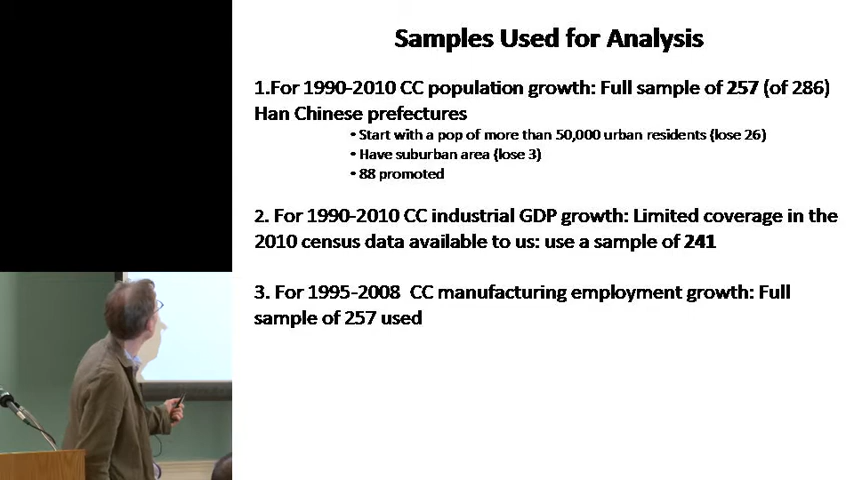 Samples Used for Analysis
1.For 1990-2010 CC population growth: Full sample of 257 (of 286)
Han Chinese prefectures
• Start with a pop of more than 50,000 urban residents (lose 26)
• Have suburban area (lose 3)
• 88 promoted
2. For 1990-2010 CC industrial GDP growth: Limited coverage in the
2010 census data available to us: use a sample of 241
3. For 1995-2008  CC manufacturing employment growth: Full
sample of 257 used